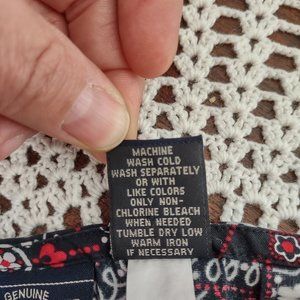 MACHINE
WASH COLD
WASH SEPARATELY
OR WITH
LIKE COLORS
ONLY NON-
CHLORINE BLEACH
WHEN NEEDED
TUMBLE DRY LOW
WARM IRON
IF NECESSARY
GENUINE